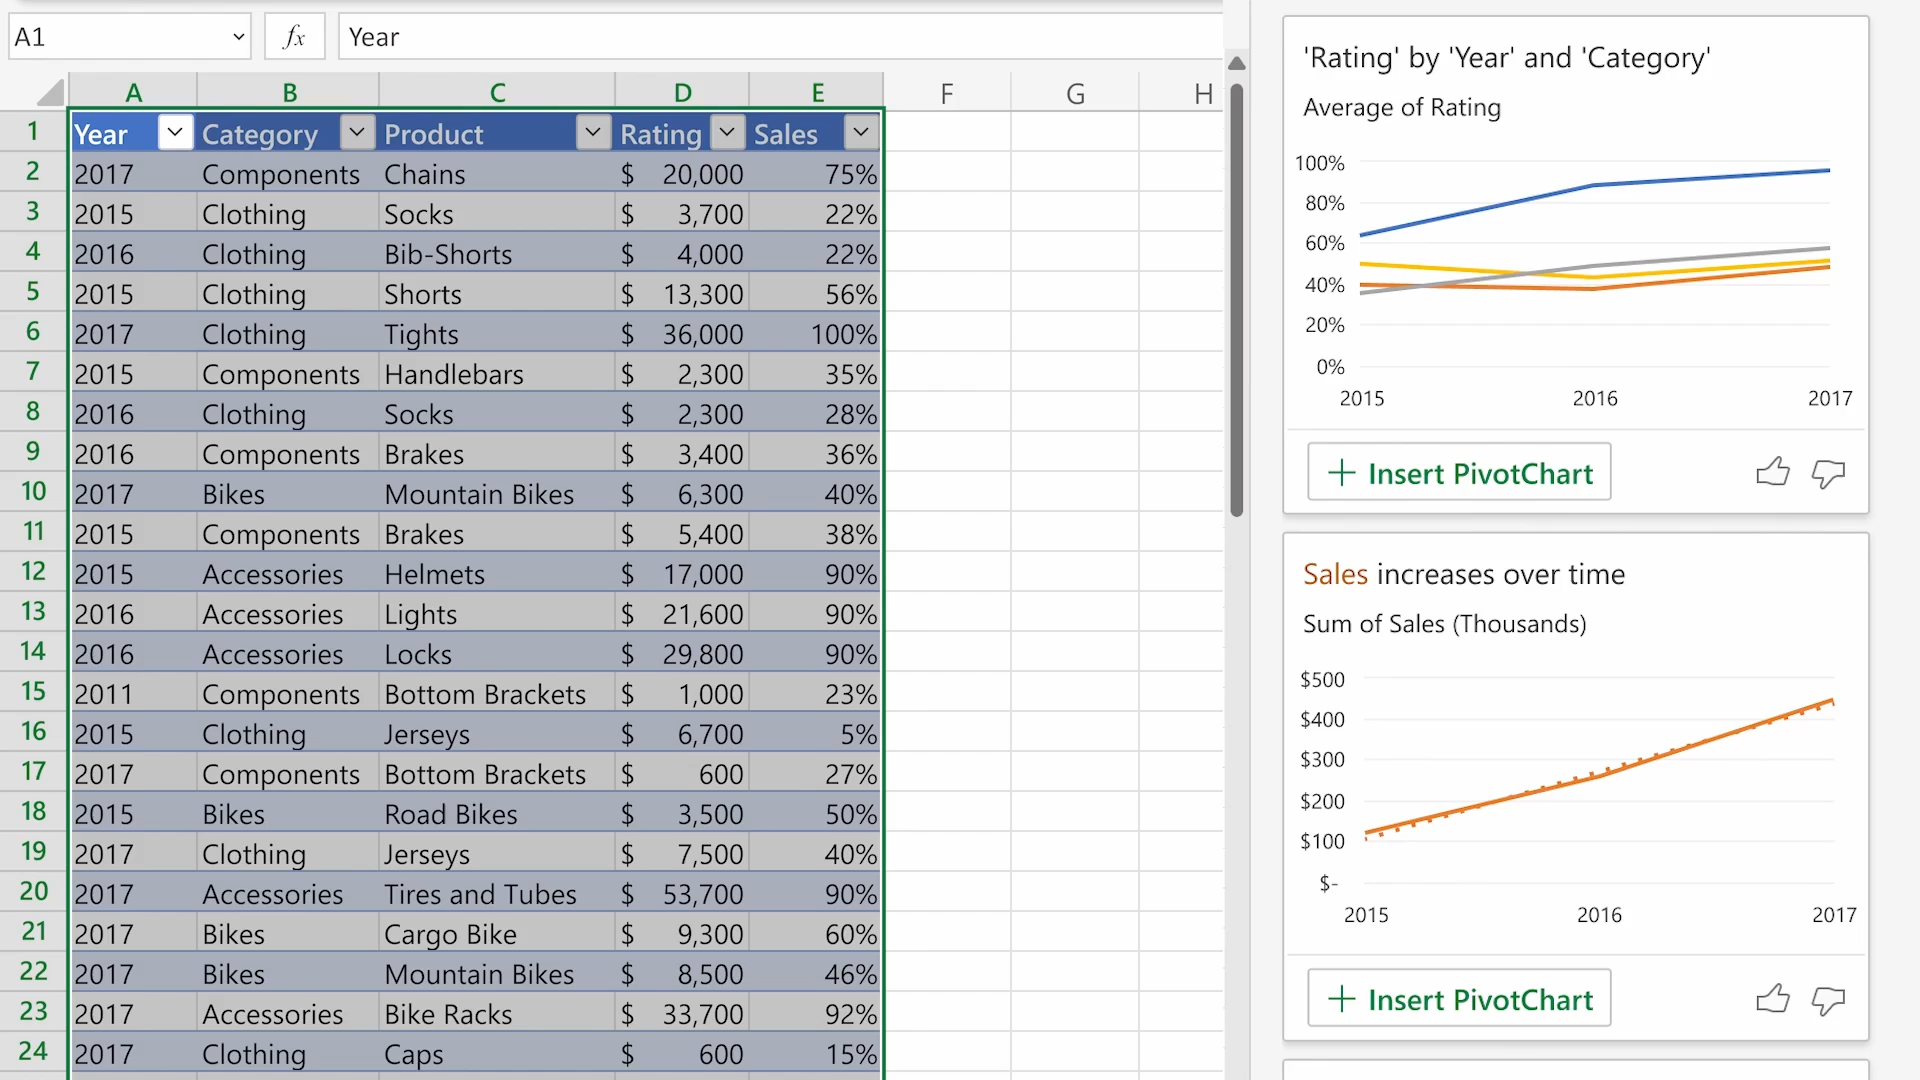 A1 fx Year
A B C D E F G H
1 Year Category Product Rating Sales
2 2017 Components Chains $ 20,000 75%
3 2015 Clothing Socks $ 3,700 22%
4 2016 Clothing Bib-Shorts $ 4,000 22%
5 2015 Clothing Shorts $ 13,300 56%
6 2017 Clothing Tights $ 36,000 100%
7 2015 Components Handlebars $ 2,300 35%
8 2016 Clothing Socks $ 2,300 28%
9 2016 Components Brakes $ 3,400 36%
10 2017 Bikes Mountain Bikes $ 6,300 40%
11 2015 Components Brakes $ 5,400 38%
12 2015 Accessories Helmets $ 17,000 90%
13 2016 Accessories Lights $ 21,600 90%
14 2016 Accessories Locks $ 29,800 90%
15 2011 Components Bottom Brackets $ 1,000 23%
16 2015 Clothing Jerseys $ 6,700 5%
17 2017 Components Bottom Brackets $ 600 27%
18 2015 Bikes Road Bikes $ 3,500 50%
19 2017 Clothing Jerseys $ 7,500 40%
20 2017 Accessories Tires and Tubes $ 53,700 90%
21 2017 Bikes Cargo Bike $ 9,300 60%
22 2017 Bikes Mountain Bikes $ 8,500 46%
23 2017 Accessories Bike Racks $ 33,700 92%
24 2017 Clothing Caps $ 600 15%
'Rating' by 'Year' and 'Category'
Average of Rating
100%
80%
60%
40%
20%
0%
2015 2016 2017
Insert PivotChart
Sales increases over time
Sum of Sales (Thousands)
$500
$400
$300
$200
$100
$-
2015 2016 2017
Insert PivotChart